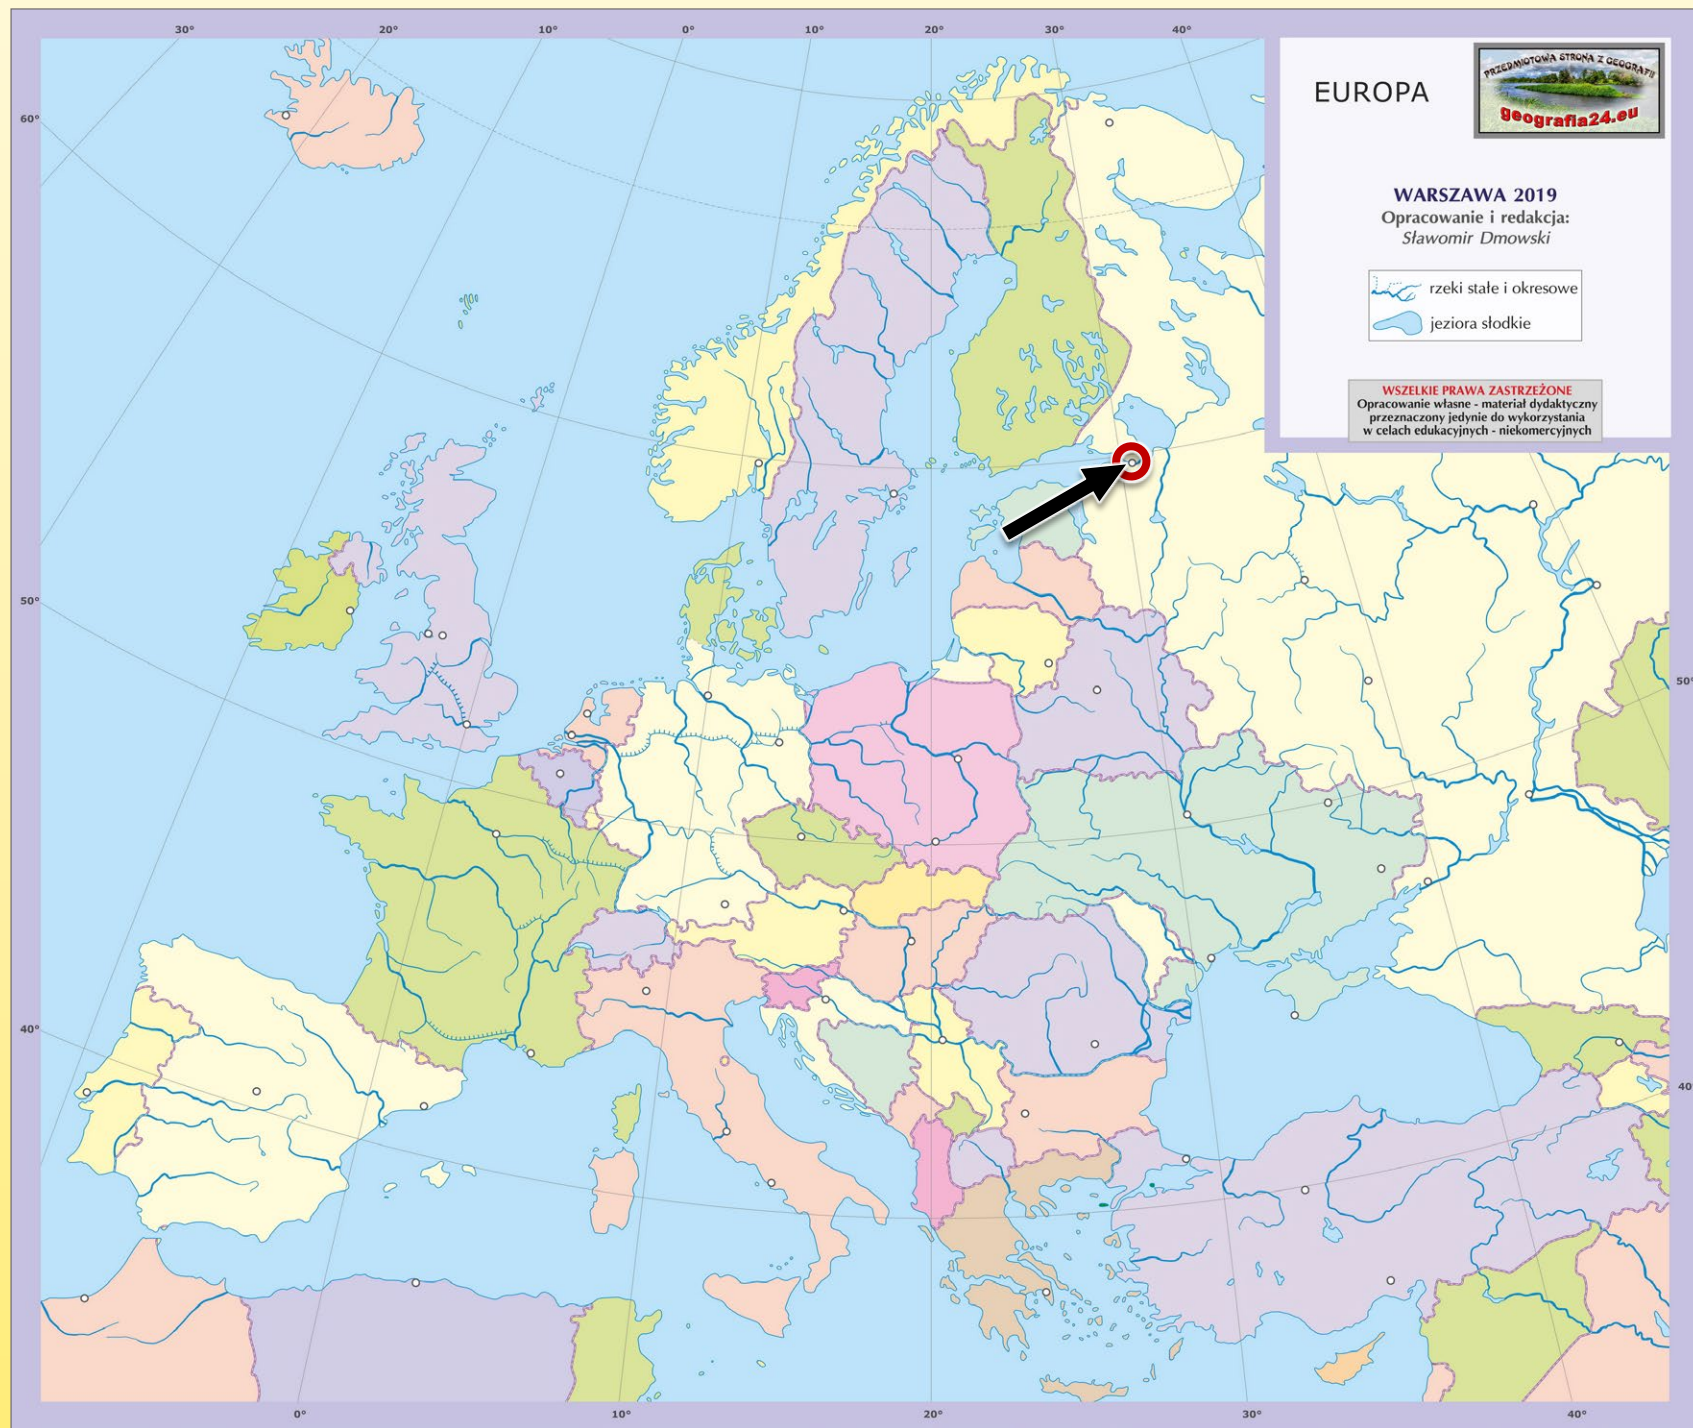 30° 20° 10° 0° 10° 20° 30° 40°
60°
50°
40°
50°
40°
0° 10° 20° 30° 40°
EUROPA
PRZEDMIOTOWA STRONA Z GEOGRAFII
geografia24.eu
WARSZAWA 2019
Opracowanie i redakcja:
Sławomir Dmowski
rzeki stałe i okresowe
jeziora słodkie
WSZELKIE PRAWA ZASTRZEŻONE
Opracowanie własne - materiał dydaktyczny
przeznaczony jedynie do wykorzystania
w celach edukacyjnych - niekomercyjnych